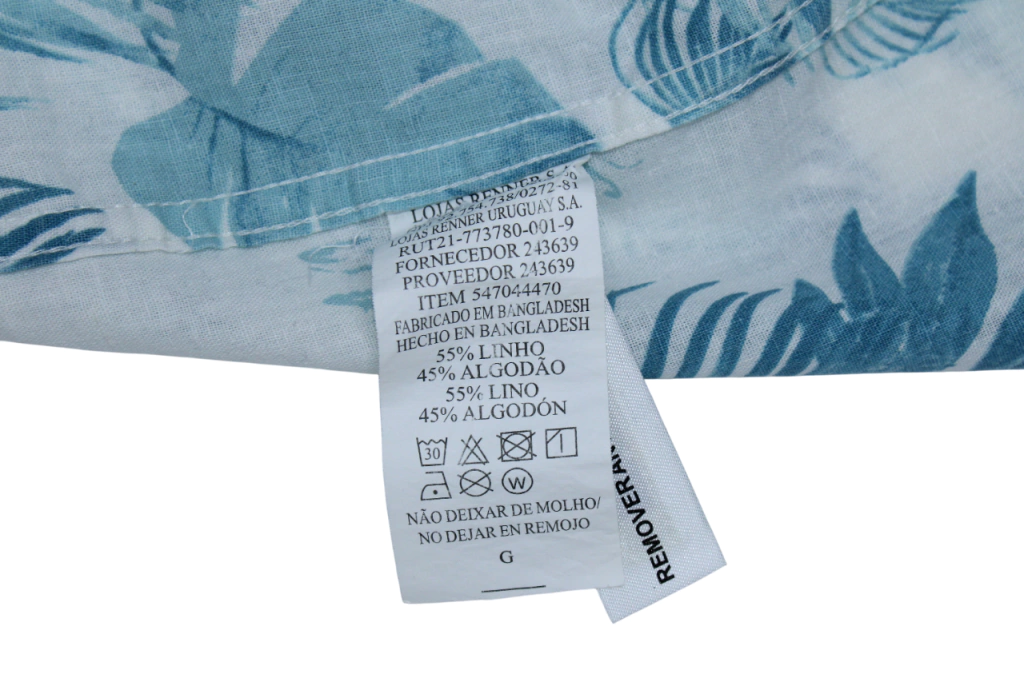 LOJAS RENNER S.A.
LOJAS RENNER URUGUAY S.A.
RUT21-773780-001-9
FORNECEDOR 243639
PROVEEDOR 243639
ITEM 547044470
FABRICADO EM BANGLADESH
HECHO EN BANGLADESH
55% LINHO
45% ALGODÃO
55% LINO
45% ALGODÓN
30
W
NÃO DEIXAR DE MOLHO/
NO DEJAR EN REMOJO
G
REMOVER